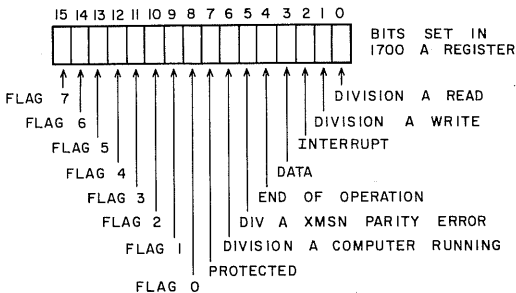 15 14 13 12 11 10 9 8 7 6 5 4 3 2 1 0
BITS SET IN
1700 A REGISTER
FLAG 7
DIVISION A READ
FLAG 6
DIVISION A WRITE
FLAG 5
INTERRUPT
FLAG 4
DATA
FLAG 3
END OF OPERATION
FLAG 2
DIV A XMSN PARITY ERROR
FLAG 1
DIVISION A COMPUTER RUNNING
PROTECTED
FLAG 0